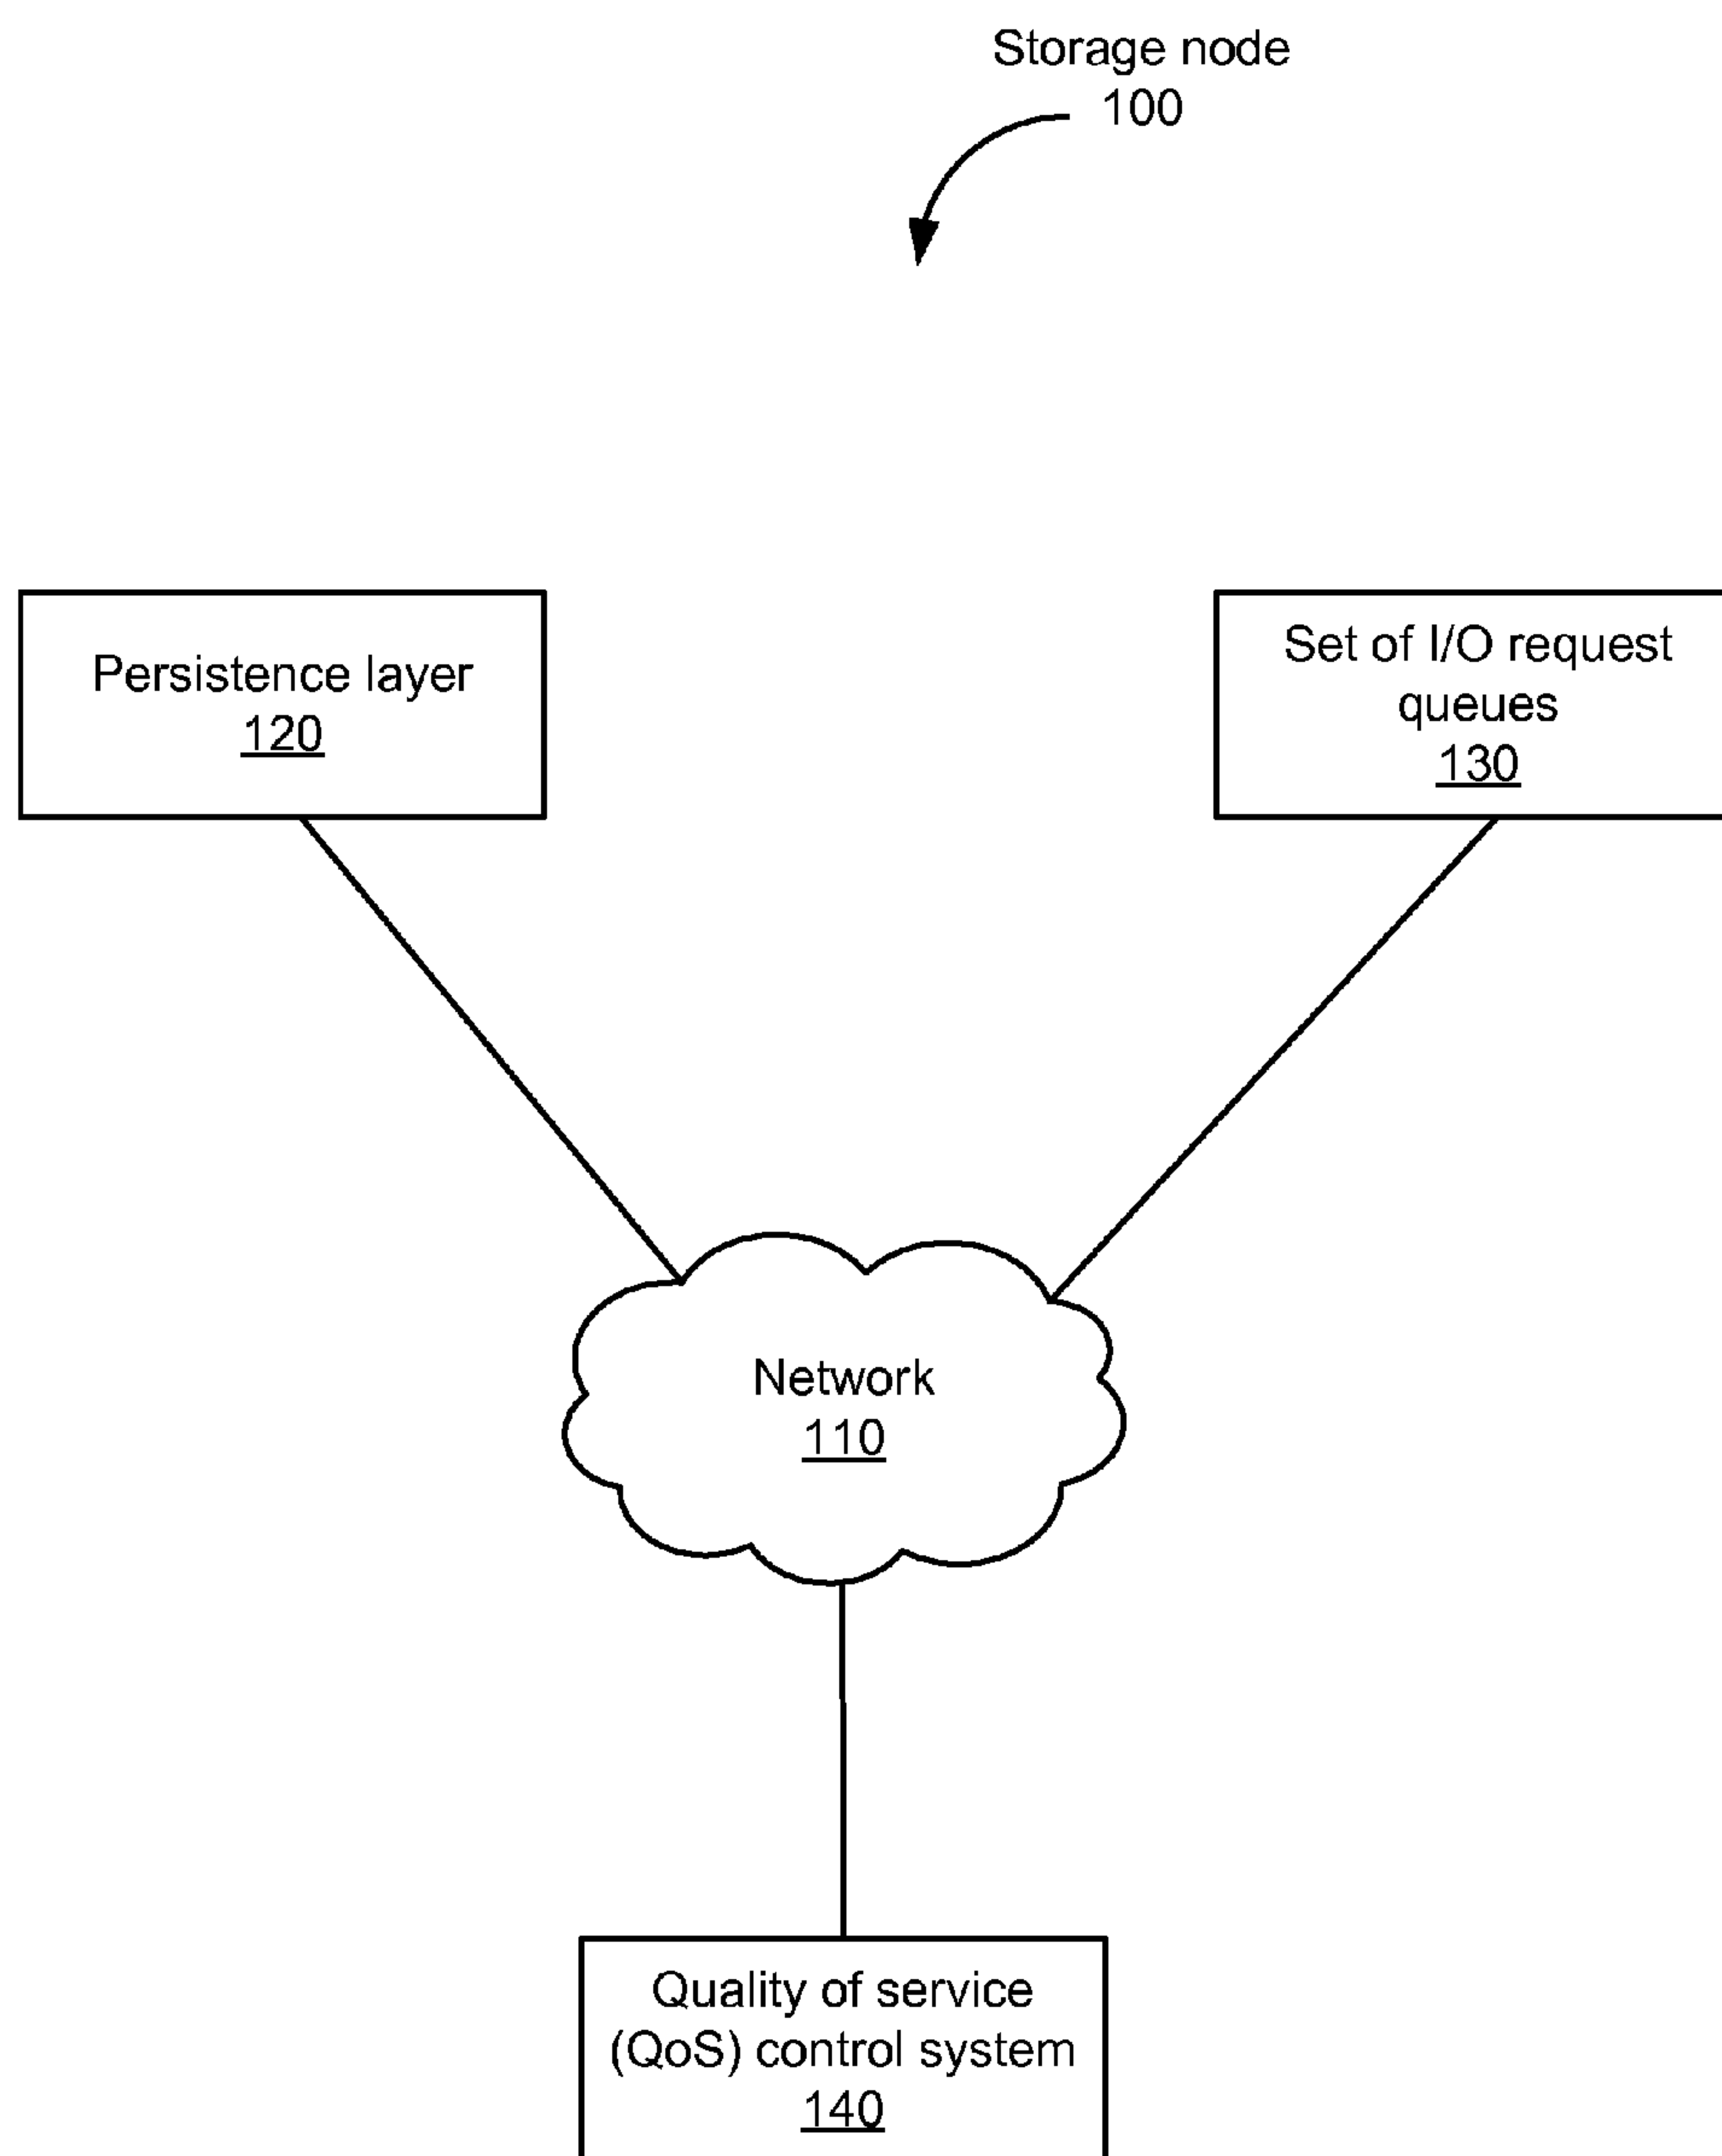 Storage node
100
Persistence layer
120
Set of I/O request
queues
130
Network
110
Quality of service
(QoS) control system
140